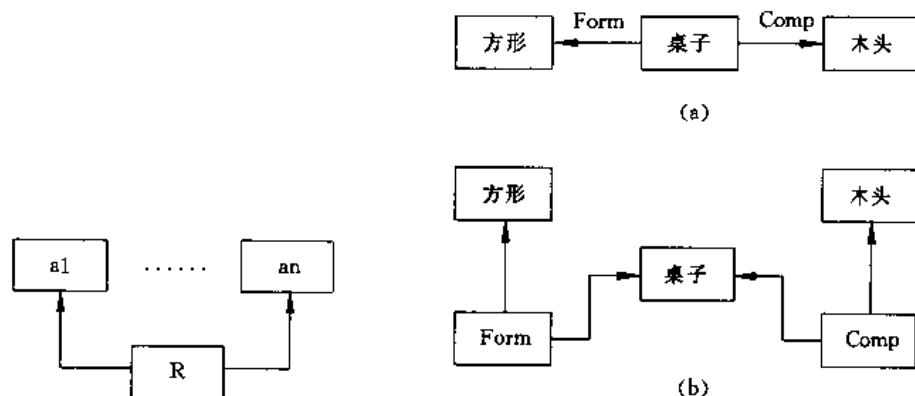 方形 Form 桌子 Comp 木头
(a)
方形 木头
a1 ...... an 桌子
Form Comp
R
(b)